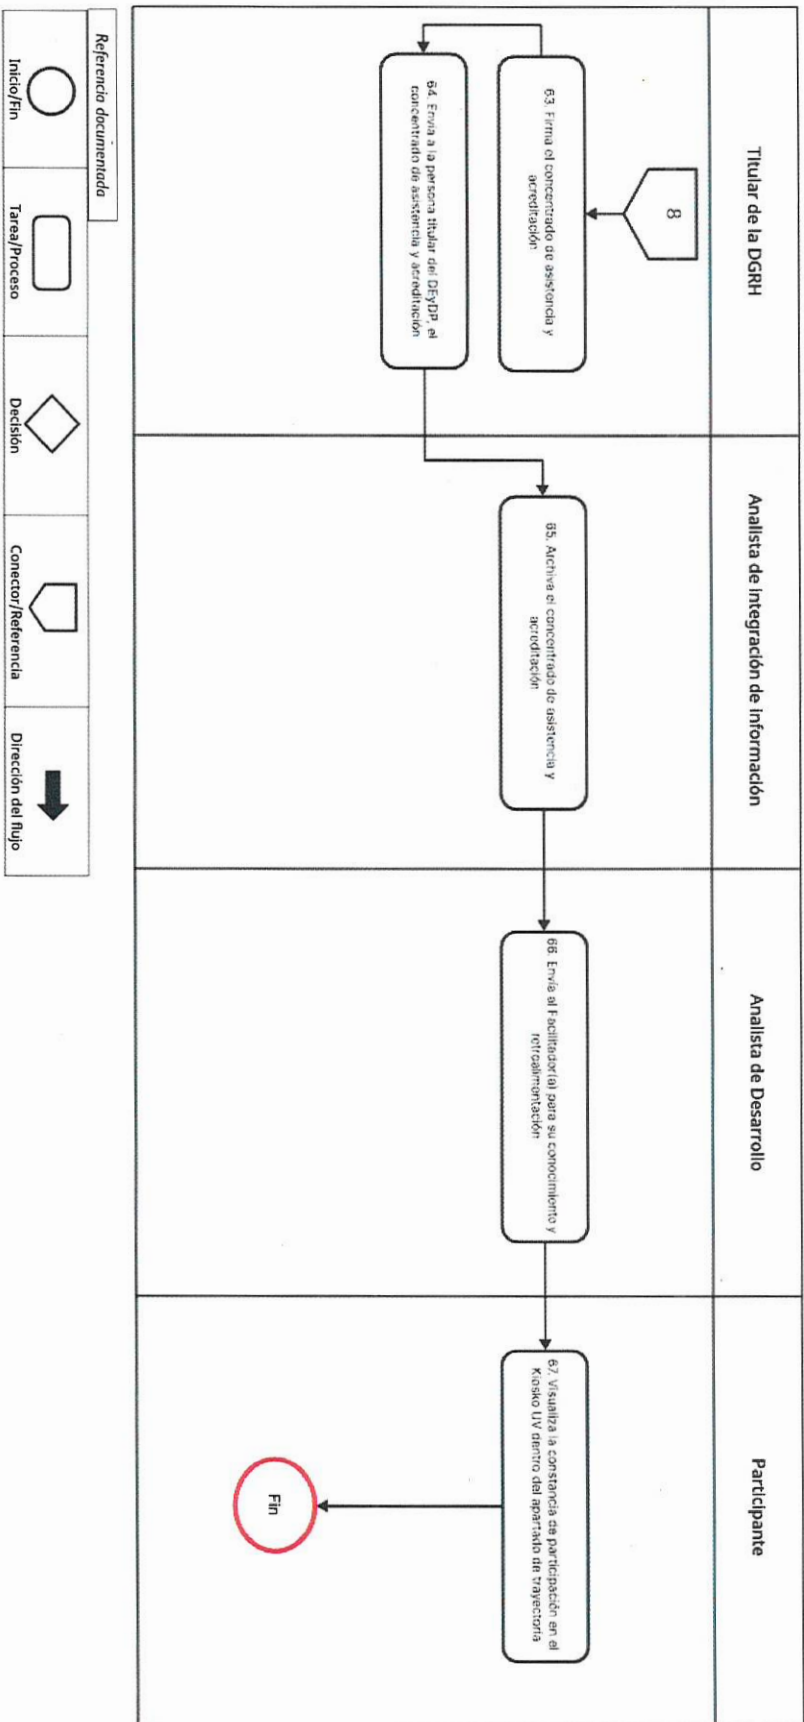 Titular de la DGRH
Analista de integración de información
Analista de Desarrollo
Participante
8
63. Firma el concentrado de asistencia y
acreditación
64. Envía a la persona titular del DEyDP, el
concentrado de asistencia y acreditación
65. Archiva el concentrado de asistencia y
acreditación
66. Envía al Facilitador(a) para su conocimiento y
retroalimentación
67. Visualiza la constancia de participación en el
Kiosko UV dentro del apartado de trayectoria
Fin
Referencia documentada
Inicio/Fin
Tarea/Proceso
Decisión
Conector/Referencia
Dirección del flujo